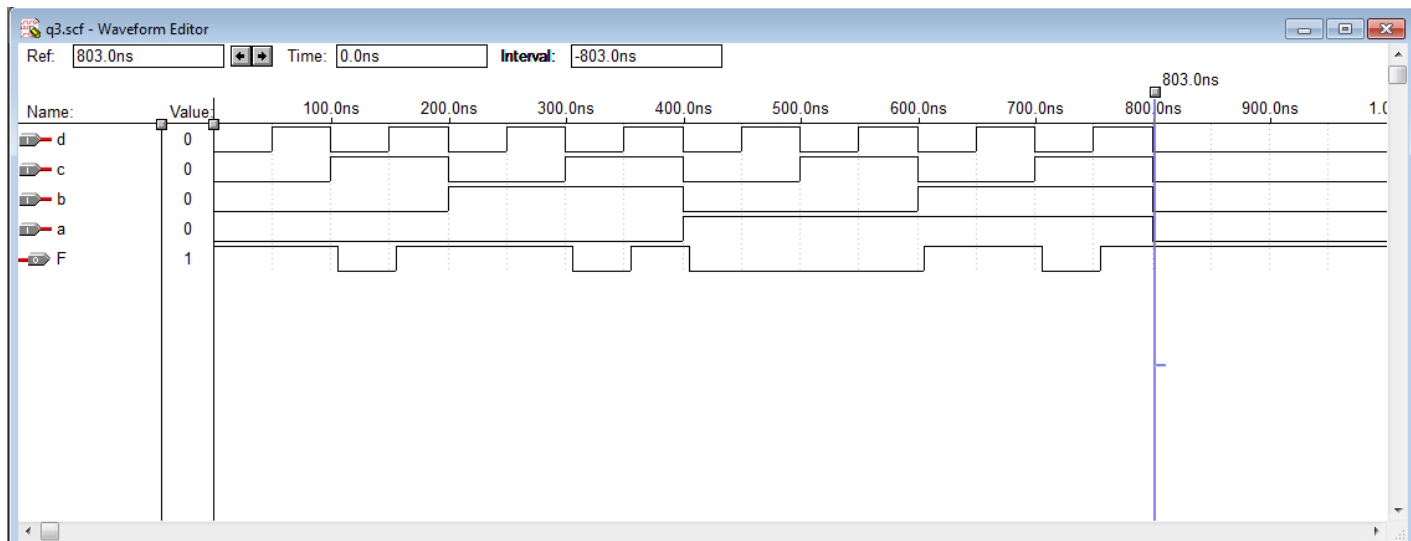 q3.scf - Waveform Editor
Ref: 803.0ns Time: 0.0ns Interval: -803.0ns
803.0ns
Name: Value: 100.0ns 200.0ns 300.0ns 400.0ns 500.0ns 600.0ns 700.0ns 800.0ns 900.0ns 1.0
d 0
c 0
b 0
a 0
F 1